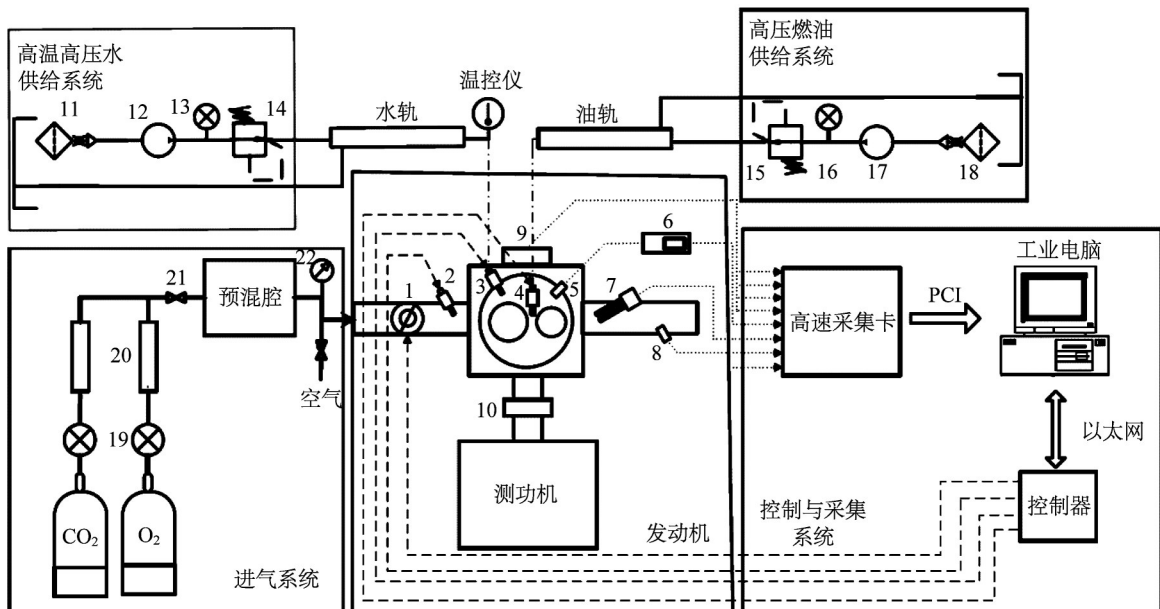 高温高压水
供给系统
11
12
13
14
水轨
温控仪
油轨
高压燃油
供给系统
15
16
17
18
21
预混腔
22
20
19
空气
CO₂
O₂
进气系统
1
2
3
4
5
6
7
8
9
10
测功机
发动机
高速采集卡
PCI
工业电脑
以太网
控制器
控制与采集
系统